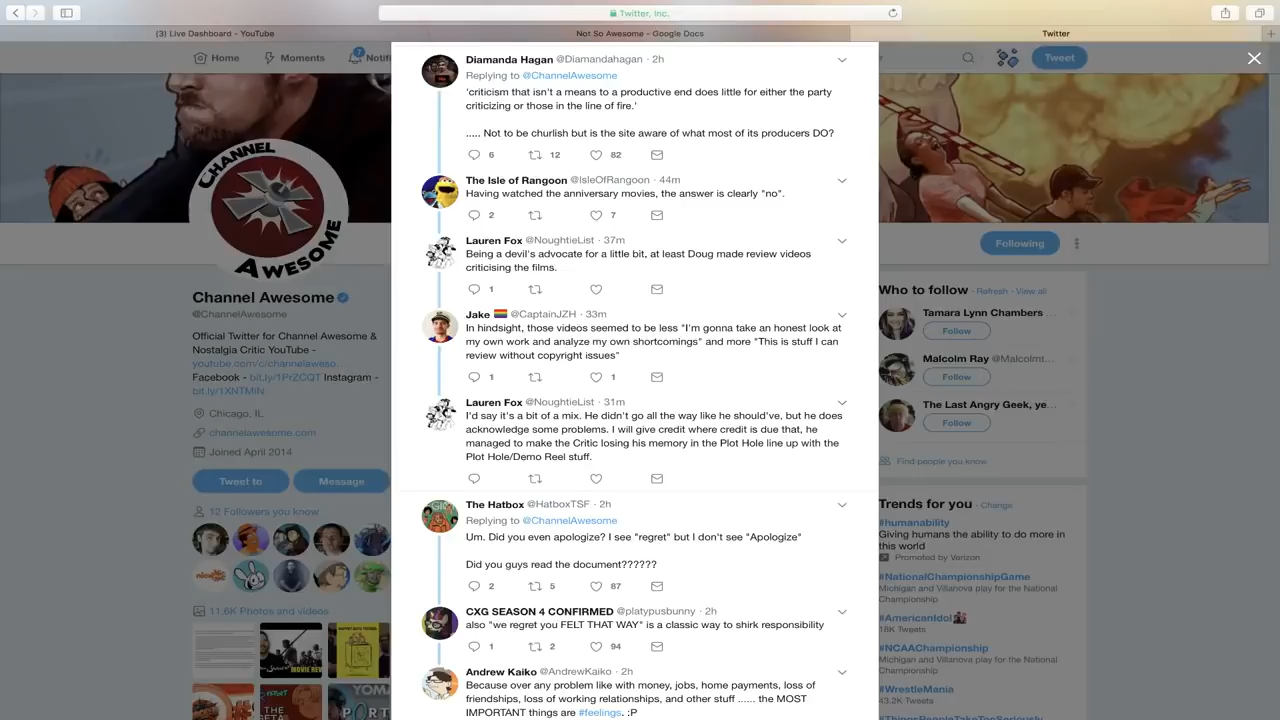 Twitter, Inc.
(3) Live Dashboard - YouTube
Not So Awesome - Google Docs
Twitter
Home
Moments
7
Notifi
Tweet
CHANNEL
AWESOME
Channel Awesome
@ChannelAwesome
Official Twitter for Channel Awesome &
Nostalgia Critic YouTube -
youtube.com/c/channelaweso…
Facebook - bit.ly/1PrZCQT Instagram -
bit.ly/1XNTMIN
Chicago, IL
channelawesome.com
Joined April 2014
Tweet to
Message
12 Followers you know
11.6K Photos and videos
Diamanda Hagan @Diamandahagan · 2h
Replying to @ChannelAwesome
'criticism that isn't a means to a productive end does little for either the party
criticizing or those in the line of fire.'
..... Not to be churlish but is the site aware of what most of its producers DO?
6 12 82
The Isle of Rangoon @IsleOfRangoon · 44m
Having watched the anniversary movies, the answer is clearly "no".
2 7
Lauren Fox @NoughtieList · 37m
Being a devil's advocate for a little bit, at least Doug made review videos
criticising the films.
1
Jake @CaptainJZH · 33m
In hindsight, those videos seemed to be less "I'm gonna take an honest look at
my own work and analyze my own shortcomings" and more "This is stuff I can
review without copyright issues"
1 1
Lauren Fox @NoughtieList · 31m
I'd say it's a bit of a mix. He didn't go all the way like he should've, but he does
acknowledge some problems. I will give credit where credit is due that, he
managed to make the Critic losing his memory in the Plot Hole line up with the
Plot Hole/Demo Reel stuff.
The Hatbox @HatboxTSF · 2h
Replying to @ChannelAwesome
Um. Did you even apologize? I see "regret" but I don't see "Apologize"
Did you guys read the document??????
2 5 87
CXG SEASON 4 CONFIRMED @platypusbunny · 2h
also "we regret you FELT THAT WAY" is a classic way to shirk responsibility
1 2 94
Andrew Kaiko @AndrewKaiko · 2h
Because over any problem like with money, jobs, home payments, loss of
friendships, loss of working relationships, and other stuff ...... the MOST
IMPORTANT things are #feelings. :P
Following
Who to follow · Refresh · View all
Tamara Lynn Chambers …
Follow
Malcolm Ray @Malcolmt…
Follow
The Last Angry Geek, ye…
Follow
Find people you know
Trends for you · Change
#humanability
Giving humans the ability to do more in
this world
Promoted by Verizon
#NationalChampionshipGame
Michigan and Villanova play for the National
Championship
#AmericanIdol
18K Tweets
#NCAAChampionship
Michigan and Villanova play for the National
Championship
#WrestleMania
43.2K Tweets
#ThingsPeopleTakeTooSeriously